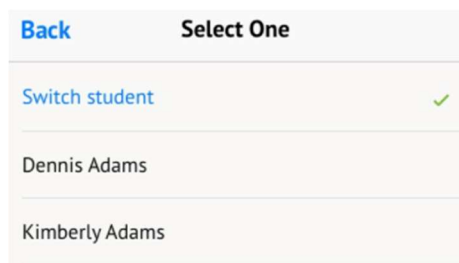 Back Select One
Switch student
Dennis Adams
Kimberly Adams